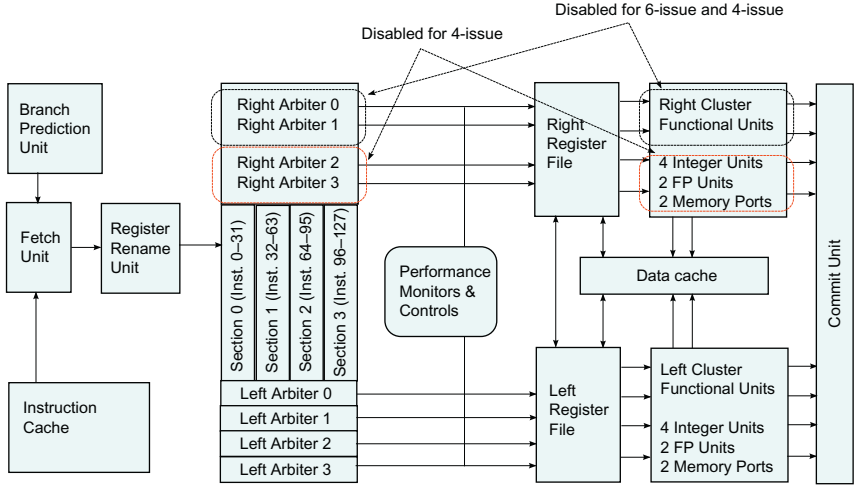 Disabled for 6-issue and 4-issue
Disabled for 4-issue
Branch
Prediction
Unit
Fetch
Unit
Register
Rename
Unit
Instruction
Cache
Right Arbiter 0
Right Arbiter 1
Right Arbiter 2
Right Arbiter 3
Section 0 (Inst. 0–31)
Section 1 (Inst. 32–63)
Section 2 (Inst. 64–95)
Section 3 (Inst. 96–127)
Left Arbiter 0
Left Arbiter 1
Left Arbiter 2
Left Arbiter 3
Performance
Monitors &
Controls
Right
Register
File
Right Cluster
Functional Units
4 Integer Units
2 FP Units
2 Memory Ports
Data cache
Left
Register
File
Left Cluster
Functional Units
4 Integer Units
2 FP Units
2 Memory Ports
Commit Unit